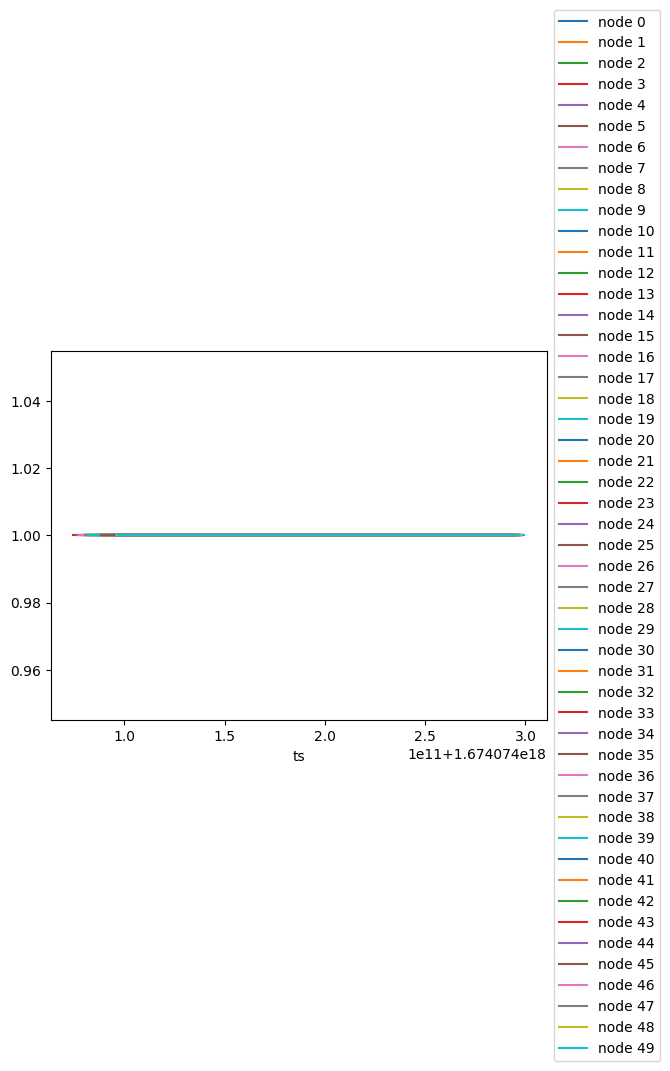 node 0
node 1
node 2
node 3
node 4
node 5
node 6
node 7
node 8
node 9
node 10
node 11
node 12
node 13
node 14
node 15
node 16
node 17
node 18
node 19
node 20
node 21
node 22
node 23
node 24
node 25
node 26
node 27
node 28
node 29
node 30
node 31
node 32
node 33
node 34
node 35
node 36
node 37
node 38
node 39
node 40
node 41
node 42
node 43
node 44
node 45
node 46
node 47
node 48
node 49
1.04
1.02
1.00
0.98
0.96
1.0 1.5 2.0 2.5 3.0
ts
1e11+1.674074e18